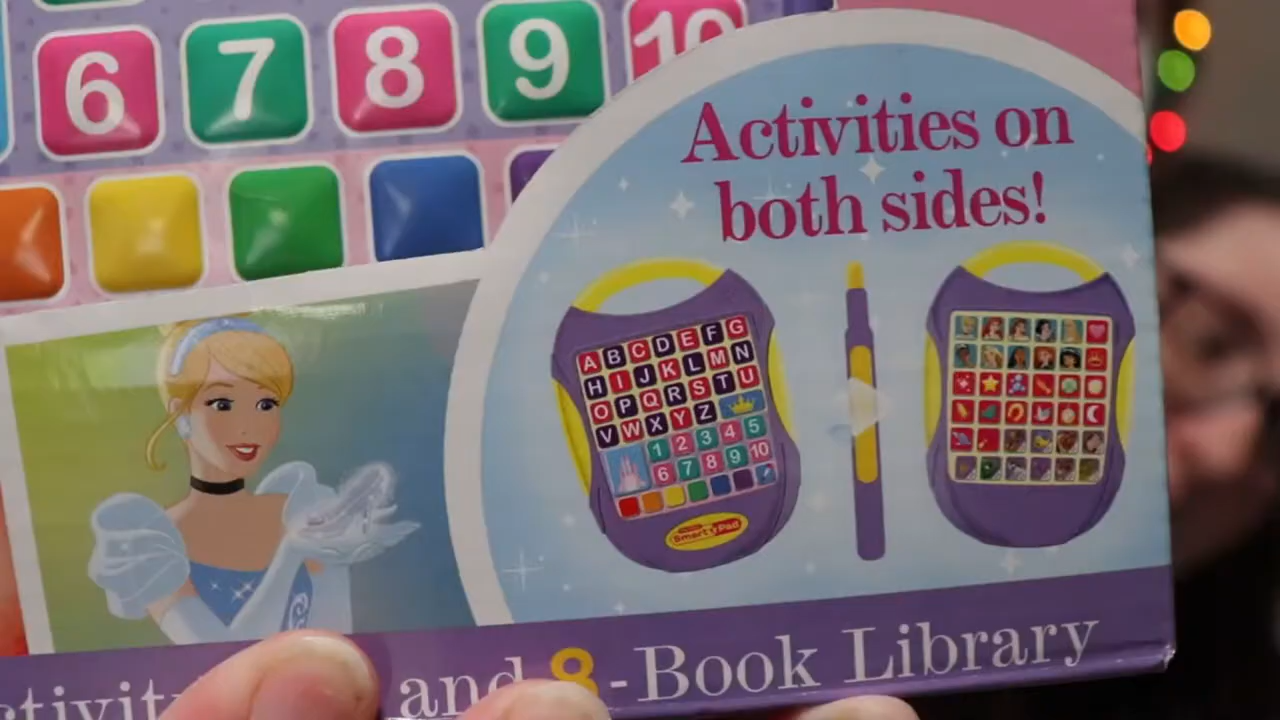 6 7 8 9 10
Activities on
both sides!
A B C D E F G
H I J K L M N
O P Q R S T U
V W X Y Z
1 2 3 4 5
6 7 8 9 10
Smarty Pad
and 8-Book Library